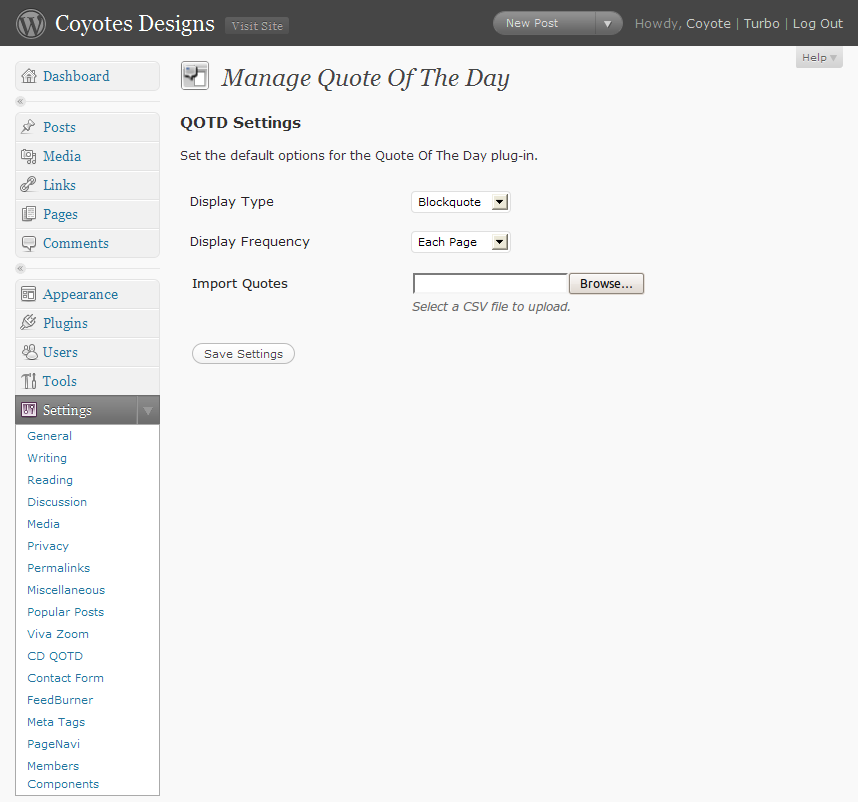 Coyotes Designs Visit Site New Post Howdy, Coyote | Turbo | Log Out
Help
Manage Quote Of The Day
QOTD Settings
Set the default options for the Quote Of The Day plug-in.
Display Type Blockquote
Display Frequency Each Page
Import Quotes Browse...
Select a CSV file to upload.
Save Settings
Dashboard
Posts
Media
Links
Pages
Comments
Appearance
Plugins
Users
Tools
Settings
General
Writing
Reading
Discussion
Media
Privacy
Permalinks
Miscellaneous
Popular Posts
Viva Zoom
CD QOTD
Contact Form
FeedBurner
Meta Tags
PageNavi
Members
Components